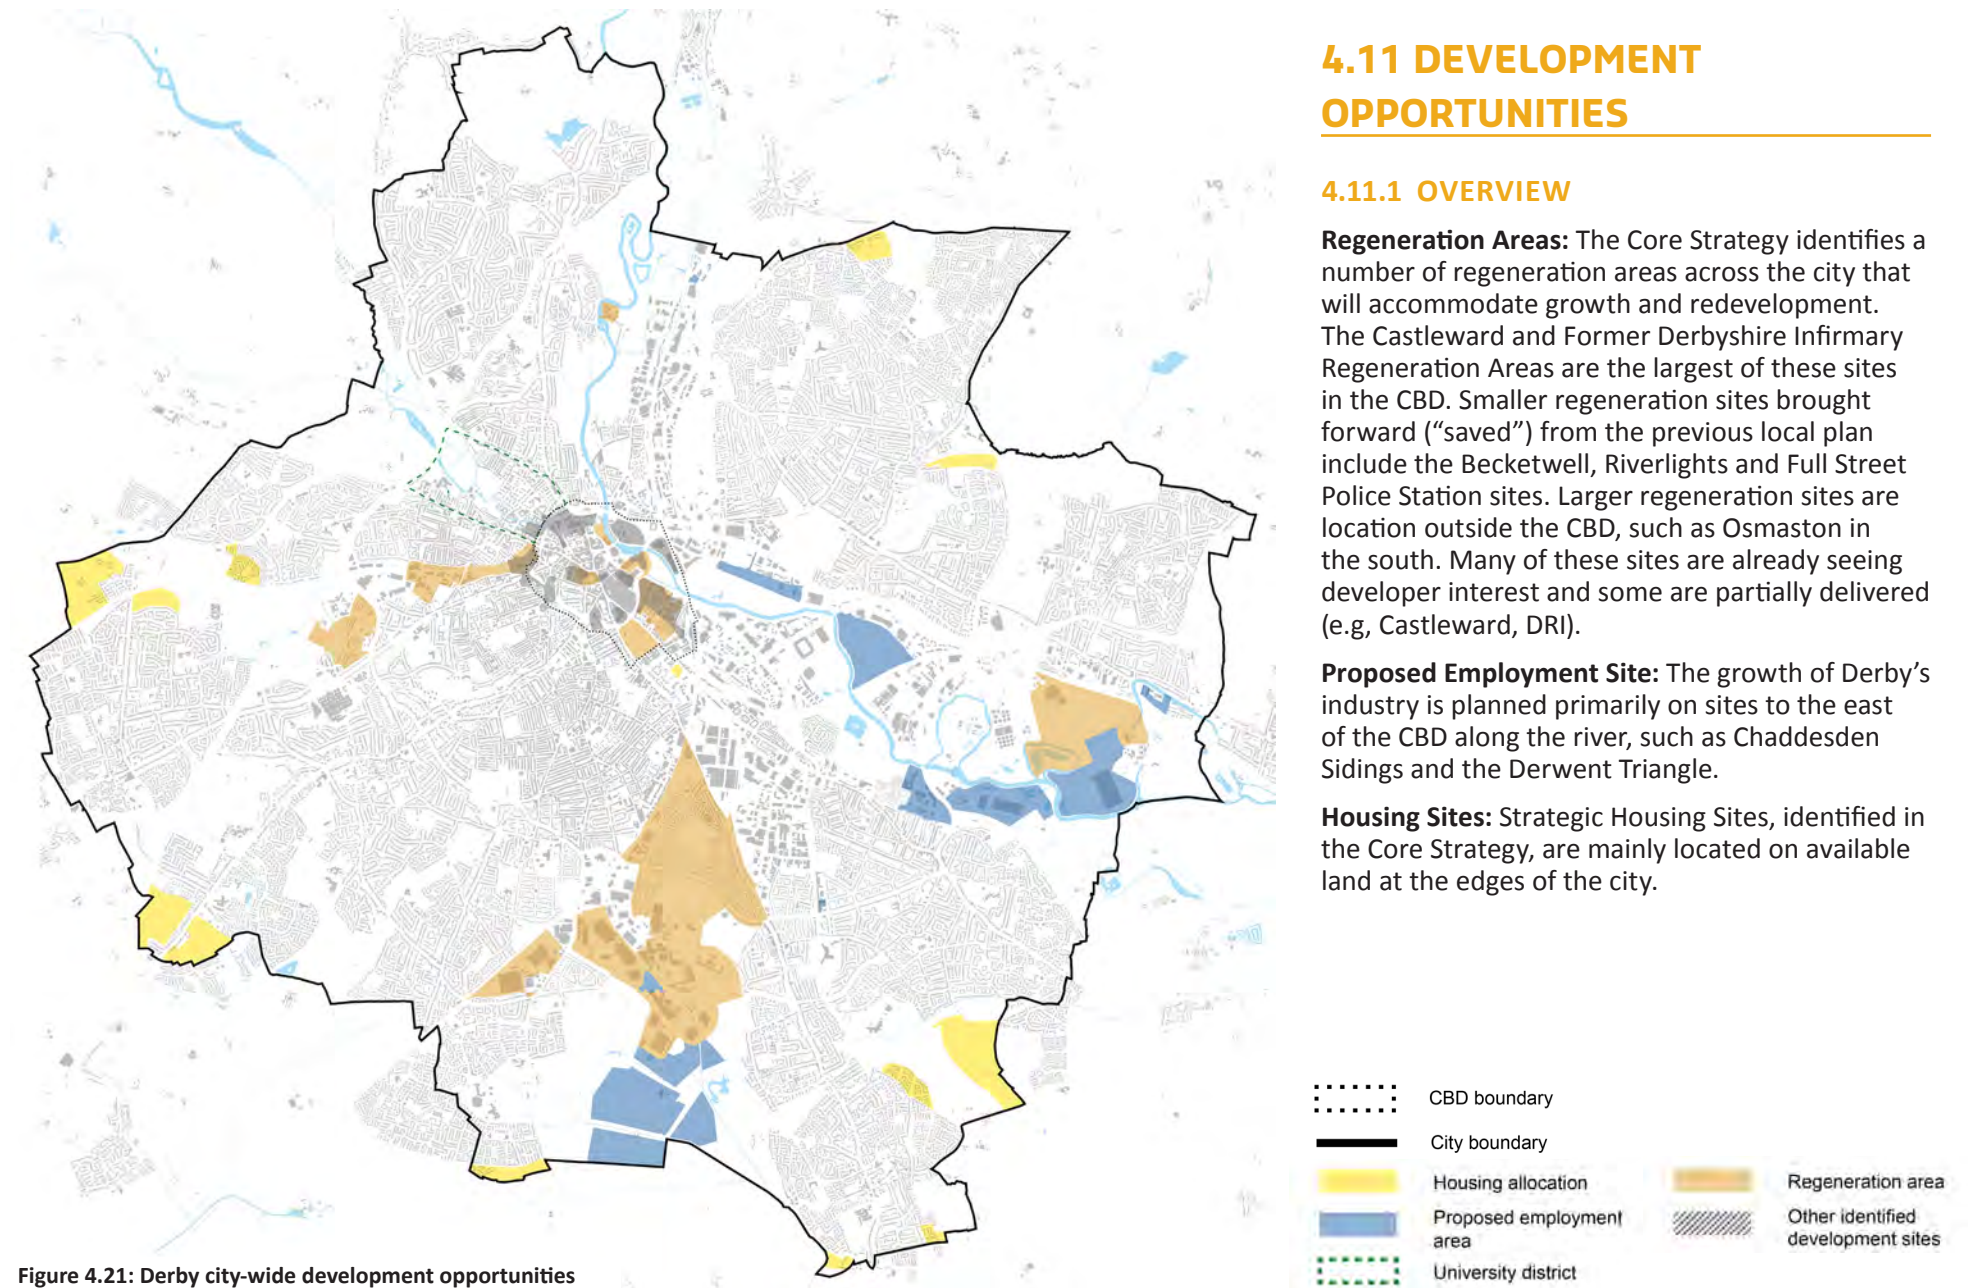 4.11 DEVELOPMENT
OPPORTUNITIES
4.11.1 OVERVIEW
Regeneration Areas: The Core Strategy identifies a
number of regeneration areas across the city that
will accommodate growth and redevelopment.
The Castleward and Former Derbyshire Infirmary
Regeneration Areas are the largest of these sites
in the CBD. Smaller regeneration sites brought
forward (“saved”) from the previous local plan
include the Becketwell, Riverlights and Full Street
Police Station sites. Larger regeneration sites are
location outside the CBD, such as Osmaston in
the south. Many of these sites are already seeing
developer interest and some are partially delivered
(e.g, Castleward, DRI).
Proposed Employment Site: The growth of Derby’s
industry is planned primarily on sites to the east
of the CBD along the river, such as Chaddesden
Sidings and the Derwent Triangle.
Housing Sites: Strategic Housing Sites, identified in
the Core Strategy, are mainly located on available
land at the edges of the city.
CBD boundary
City boundary
Housing allocation
Proposed employment
area
University district
Regeneration area
Other identified
development sites
Figure 4.21: Derby city-wide development opportunities